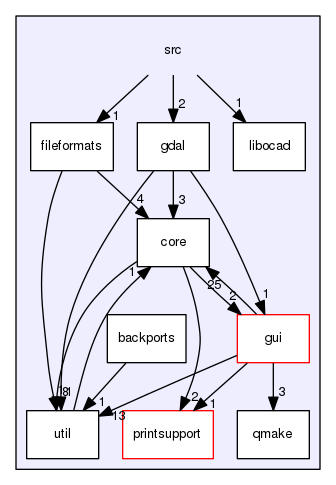 src
1
2
1
fileformats
gdal
libocad
4
3
core
25
2
1
1
backports
gui
1
2
1
3
13
util
printsupport
qmake